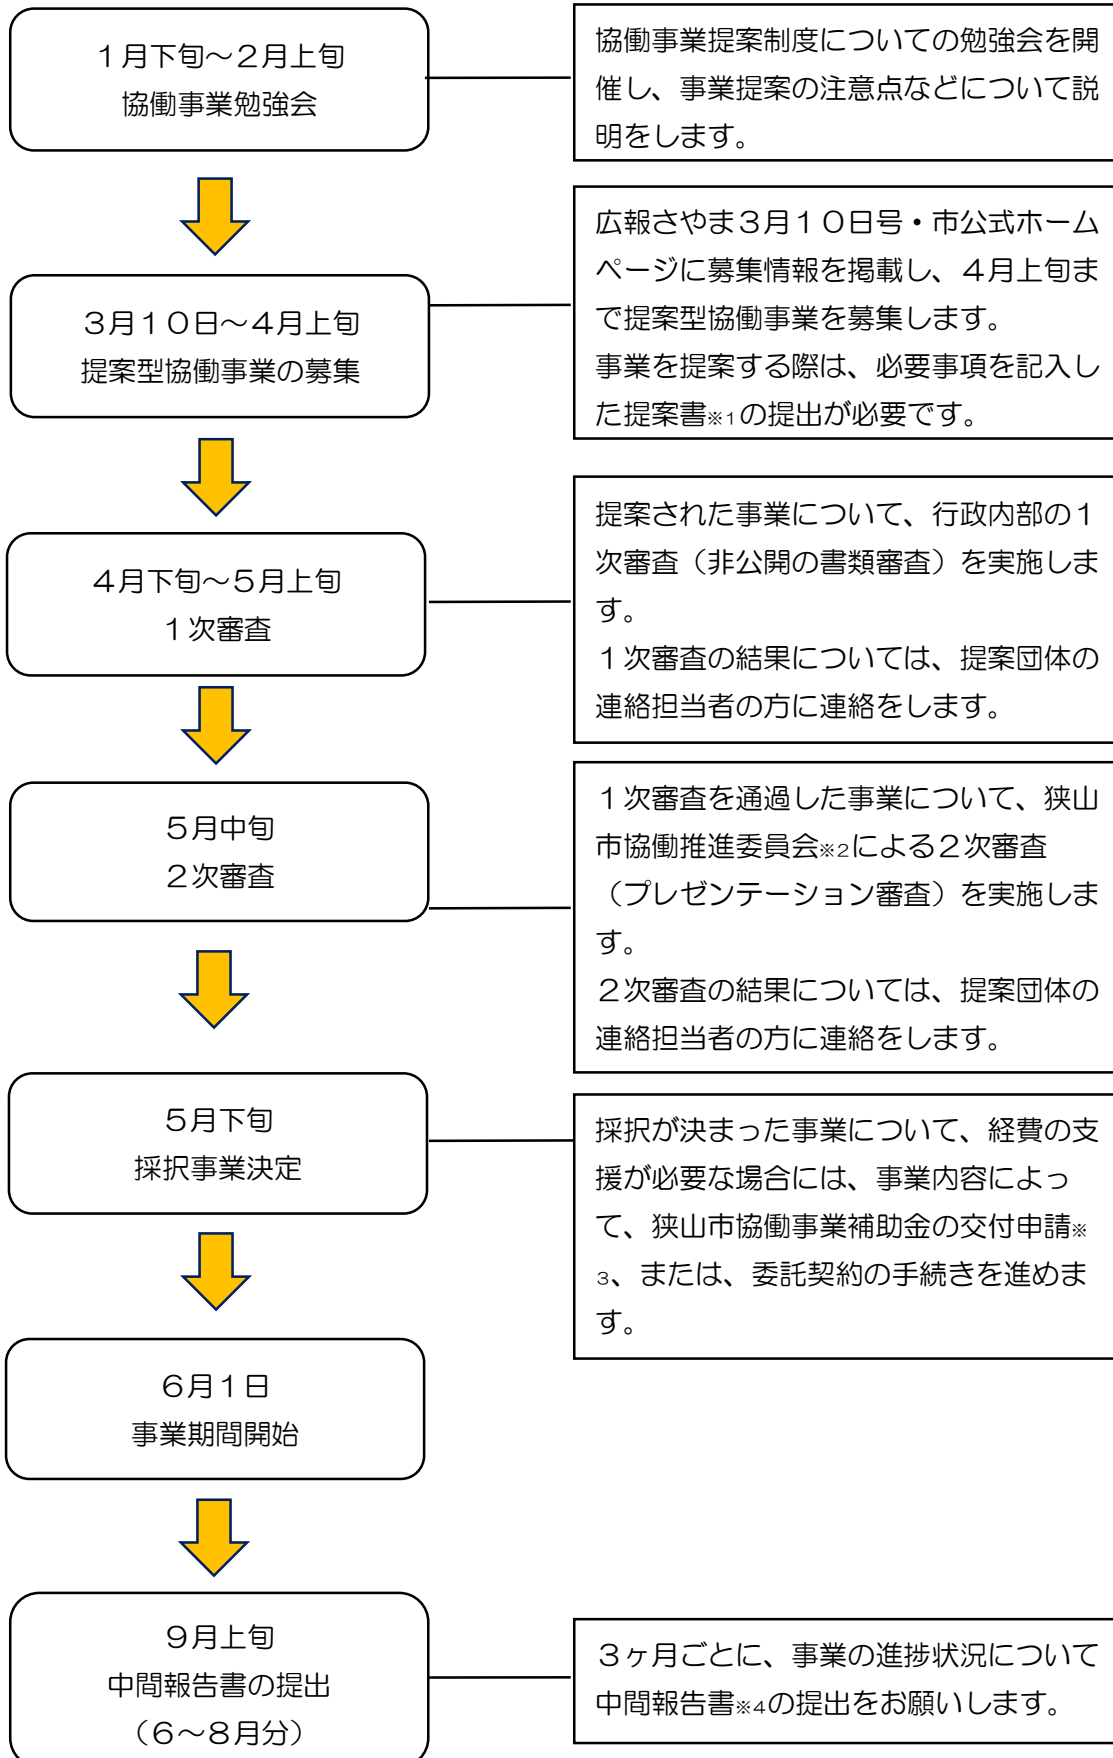 １月下旬～２月上旬
協働事業勉強会
協働事業提案制度についての勉強会を開
催し、事業提案の注意点などについて説
明をします。
３月１０日～４月上旬
提案型協働事業の募集
広報さやま３月１０日号・市公式ホーム
ページに募集情報を掲載し、４月上旬ま
で提案型協働事業を募集します。
事業を提案する際は、必要事項を記入し
た提案書※1の提出が必要です。
４月下旬～５月上旬
１次審査
提案された事業について、行政内部の１
次審査（非公開の書類審査）を実施しま
す。
１次審査の結果については、提案団体の
連絡担当者の方に連絡をします。
５月中旬
２次審査
１次審査を通過した事業について、狭山
市協働推進委員会※2による２次審査
（プレゼンテーション審査）を実施しま
す。
２次審査の結果については、提案団体の
連絡担当者の方に連絡をします。
５月下旬
採択事業決定
採択が決まった事業について、経費の支
援が必要な場合には、事業内容によっ
て、狭山市協働事業補助金の交付申請※
3、または、委託契約の手続きを進めま
す。
６月１日
事業期間開始
９月上旬
中間報告書の提出
（６～８月分）
３ヶ月ごとに、事業の進捗状況について
中間報告書※4の提出をお願いします。